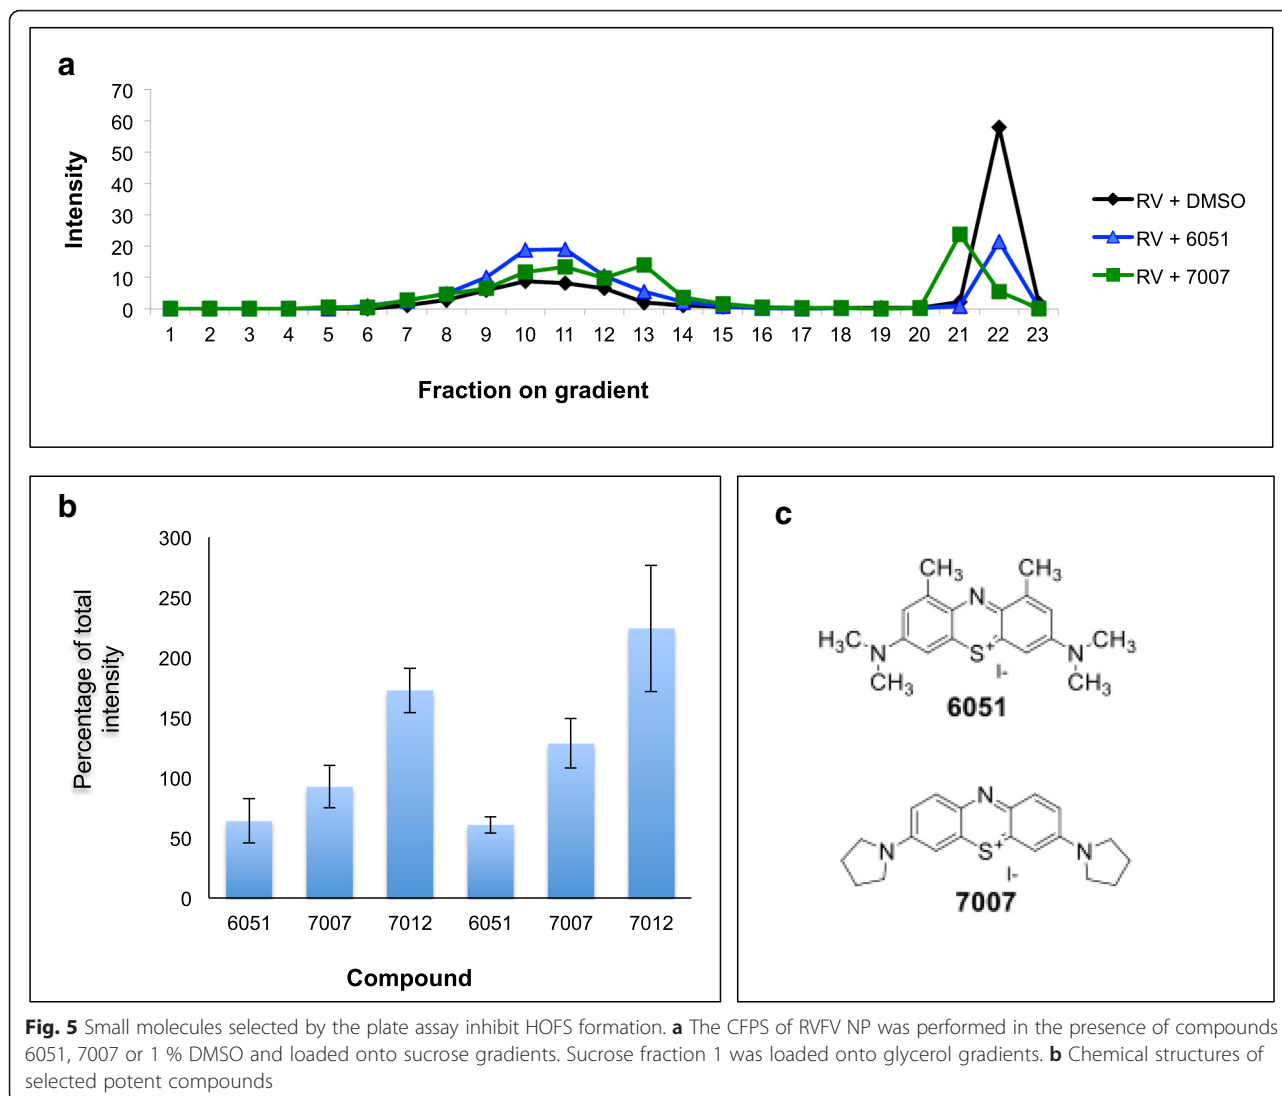 a
70
60
50
40
30
20
10
0
Intensity
1 2 3 4 5 6 7 8 9 10 11 12 13 14 15 16 17 18 19 20 21 22 23
Fraction on gradient
RV + DMSO
RV + 6051
RV + 7007
b
300
250
200
150
100
50
0
Percentage of total
intensity
6051 7007 7012 6051 7007 7012
Compound
c
CH3 CH3
N
H3C CH3
N S+ N
CH3 I- CH3
6051
N
N S+ N
I-
7007
Fig. 5 Small molecules selected by the plate assay inhibit HOFS formation. a The CFPS of RVFV NP was performed in the presence of compounds
6051, 7007 or 1 % DMSO and loaded onto sucrose gradients. Sucrose fraction 1 was loaded onto glycerol gradients. b Chemical structures of
selected potent compounds